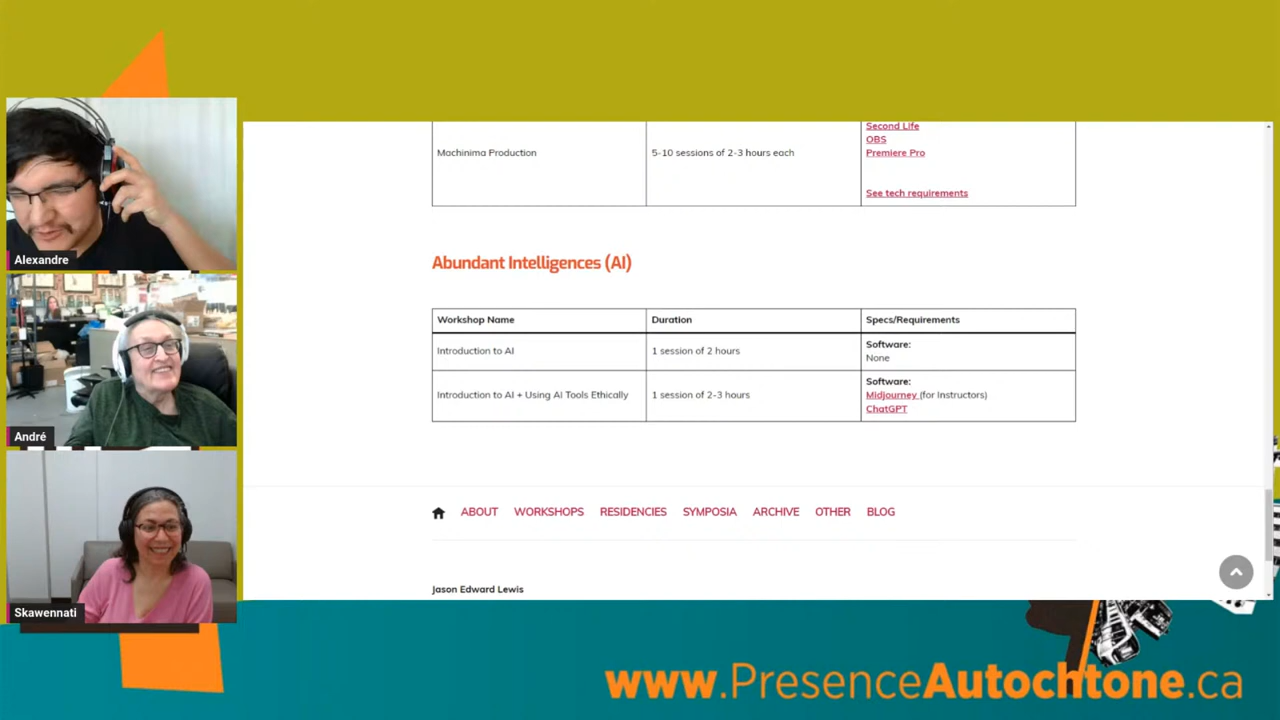 Alexandre
André
Skawennati
Machinima Production
5-10 sessions of 2-3 hours each
Second Life
OBS
Premiere Pro
See tech requirements
Abundant Intelligences (AI)
Workshop Name
Duration
Specs/Requirements
Introduction to AI
1 session of 2 hours
Software:
None
Introduction to AI + Using AI Tools Ethically
1 session of 2-3 hours
Software:
Midjourney (for Instructors)
ChatGPT
ABOUT WORKSHOPS RESIDENCIES SYMPOSIA ARCHIVE OTHER BLOG
Jason Edward Lewis
www.PresenceAutochtone.ca